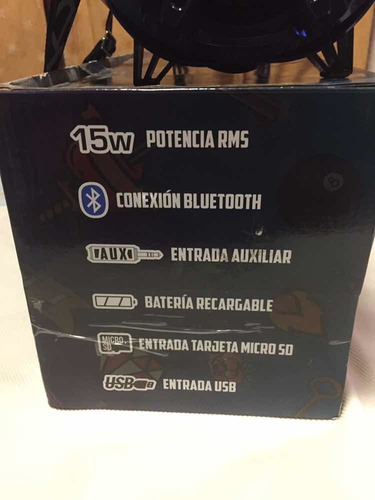 15W POTENCIA RMS
CONEXIÓN BLUETOOTH
AUX ENTRADA AUXILIAR
BATERÍA RECARGABLE
MICRO SD ENTRADA TARJETA MICRO SD
USB ENTRADA USB